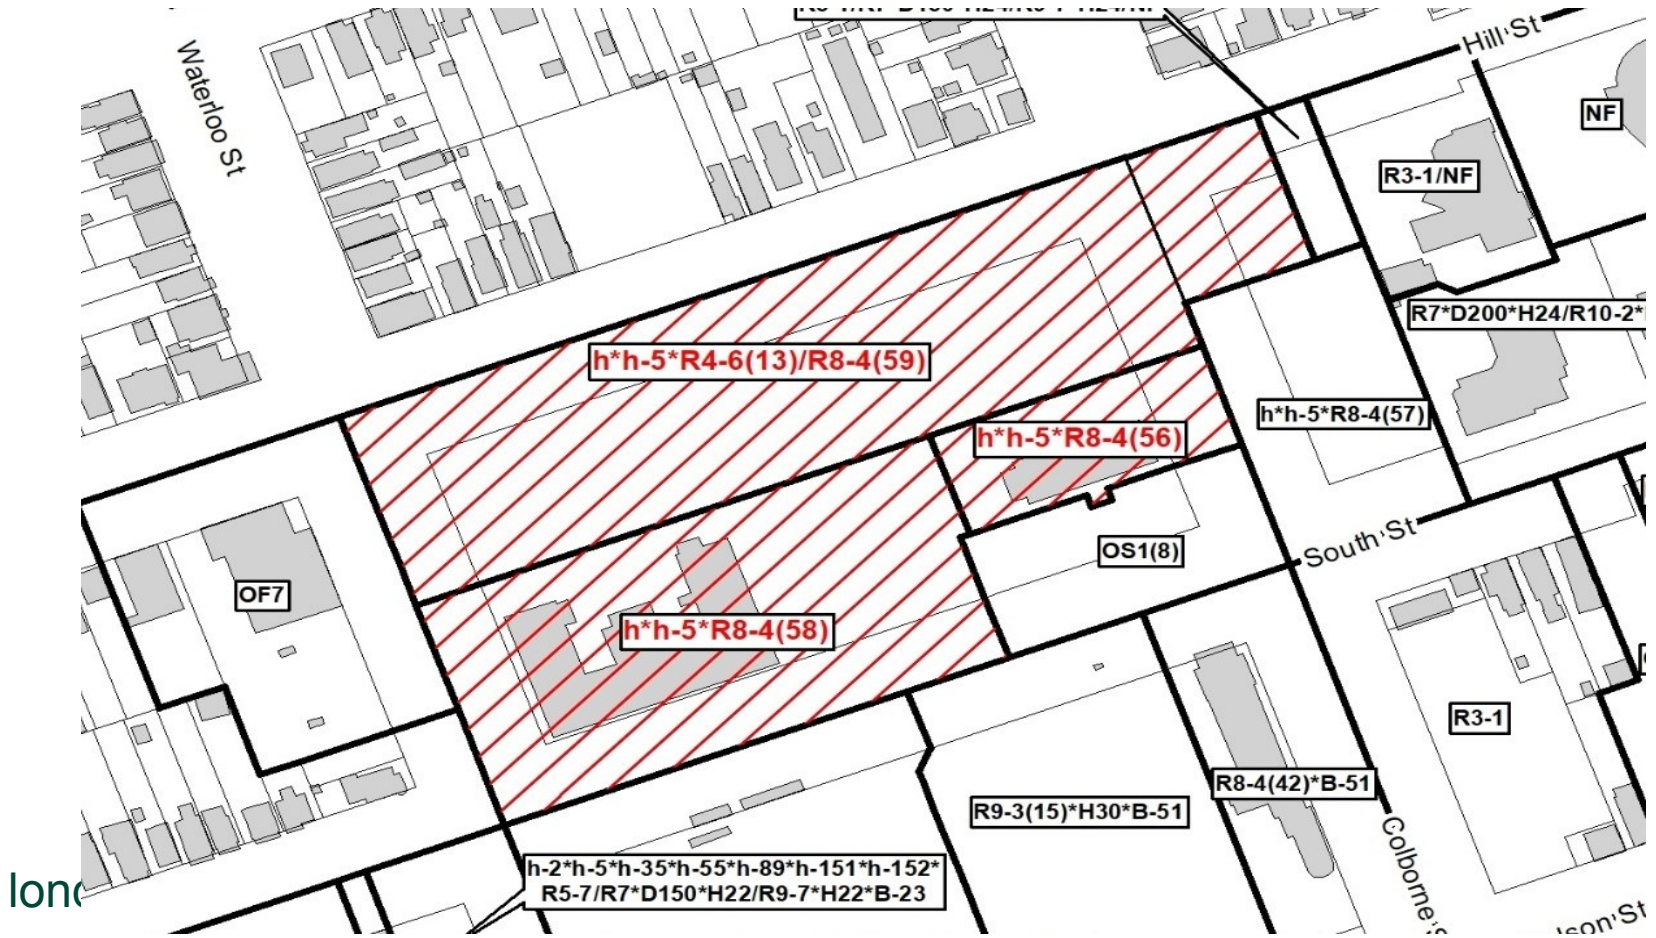 Waterloo St
Hill St
NF
R3-1/NF
R7*D200*H24/R10-2*
h*h-5*R4-6(13)/R8-4(59)
h*h-5*R8-4(57)
h*h-5*R8-4(56)
South St
OS1(8)
OF7
h*h-5*R8-4(58)
R3-1
R8-4(42)*B-51
R9-3(15)*H30*B-51
Colborne S
h-2*h-5*h-35*h-55*h-89*h-151*h-152*
R5-7/R7*D150*H22/R9-7*H22*B-23